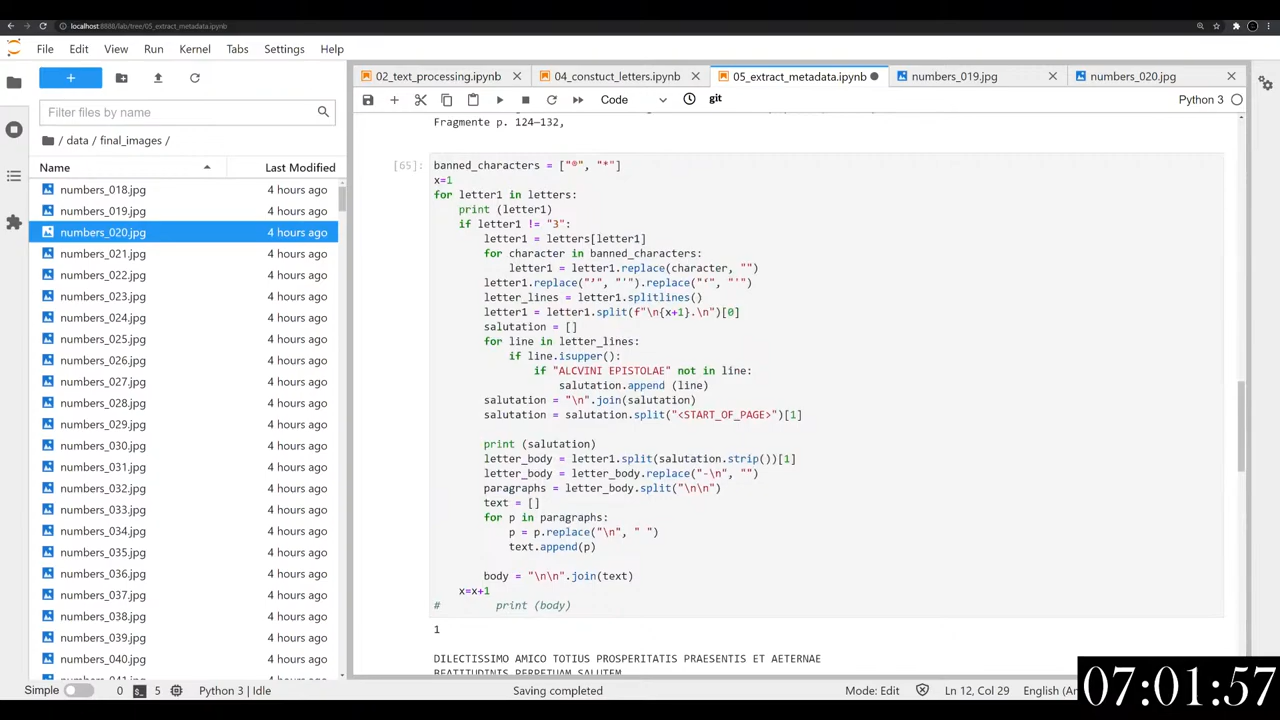 localhost:8888/lab/tree/05_extract_metadata.ipynb
File Edit View Run Kernel Tabs Settings Help
02_text_processing.ipynb 04_constuct_letters.ipynb 05_extract_metadata.ipynb numbers_019.jpg numbers_020.jpg
Code git Python 3
Filter files by name
/ data / final_images /
Name Last Modified
numbers_018.jpg 4 hours ago
numbers_019.jpg 4 hours ago
numbers_020.jpg 4 hours ago
numbers_021.jpg 4 hours ago
numbers_022.jpg 4 hours ago
numbers_023.jpg 4 hours ago
numbers_024.jpg 4 hours ago
numbers_025.jpg 4 hours ago
numbers_026.jpg 4 hours ago
numbers_027.jpg 4 hours ago
numbers_028.jpg 4 hours ago
numbers_029.jpg 4 hours ago
numbers_030.jpg 4 hours ago
numbers_031.jpg 4 hours ago
numbers_032.jpg 4 hours ago
numbers_033.jpg 4 hours ago
numbers_034.jpg 4 hours ago
numbers_035.jpg 4 hours ago
numbers_036.jpg 4 hours ago
numbers_037.jpg 4 hours ago
numbers_038.jpg 4 hours ago
numbers_039.jpg 4 hours ago
numbers_040.jpg 4 hours ago
Fragmente p. 124—132,
[65]:
banned_characters = ["®", "*"]
x=1
for letter1 in letters:
print (letter1)
if letter1 != "3":
letter1 = letters[letter1]
for character in banned_characters:
letter1 = letter1.replace(character, "")
letter1.replace("’", "'").replace("‘", "'")
letter_lines = letter1.splitlines()
letter1 = letter1.split(f"\n{x+1}.\n")[0]
salutation = []
for line in letter_lines:
if line.isupper():
if "ALCVINI EPISTOLAE" not in line:
salutation.append (line)
salutation = "\n".join(salutation)
salutation = salutation.split("<START_OF_PAGE>")[1]
print (salutation)
letter_body = letter1.split(salutation.strip())[1]
letter_body = letter_body.replace("-\n", "")
paragraphs = letter_body.split("\n\n")
text = []
for p in paragraphs:
p = p.replace("\n", " ")
text.append(p)
body = "\n\n".join(text)
x=x+1
# print (body)
1
DILECTISSIMO AMICO TOTIUS PROSPERITATIS PRAESENTIS ET AETERNAE
BEATITUDINIS PERPETUAM SALUTEM
Simple 0 5 Python 3 | Idle Saving completed Mode: Edit Ln 12, Col 29 English
07:01:57